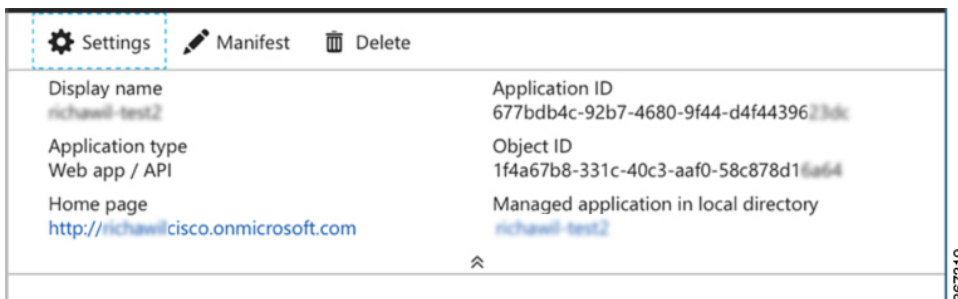 Settings Manifest Delete
Display name
Application type
Web app / API
Home page
http:// cisco.onmicrosoft.com
Application ID
677bdb4c-92b7-4680-9f44-d4f44396
Object ID
1f4a67b8-331c-40c3-aaf0-58c878d1
Managed application in local directory